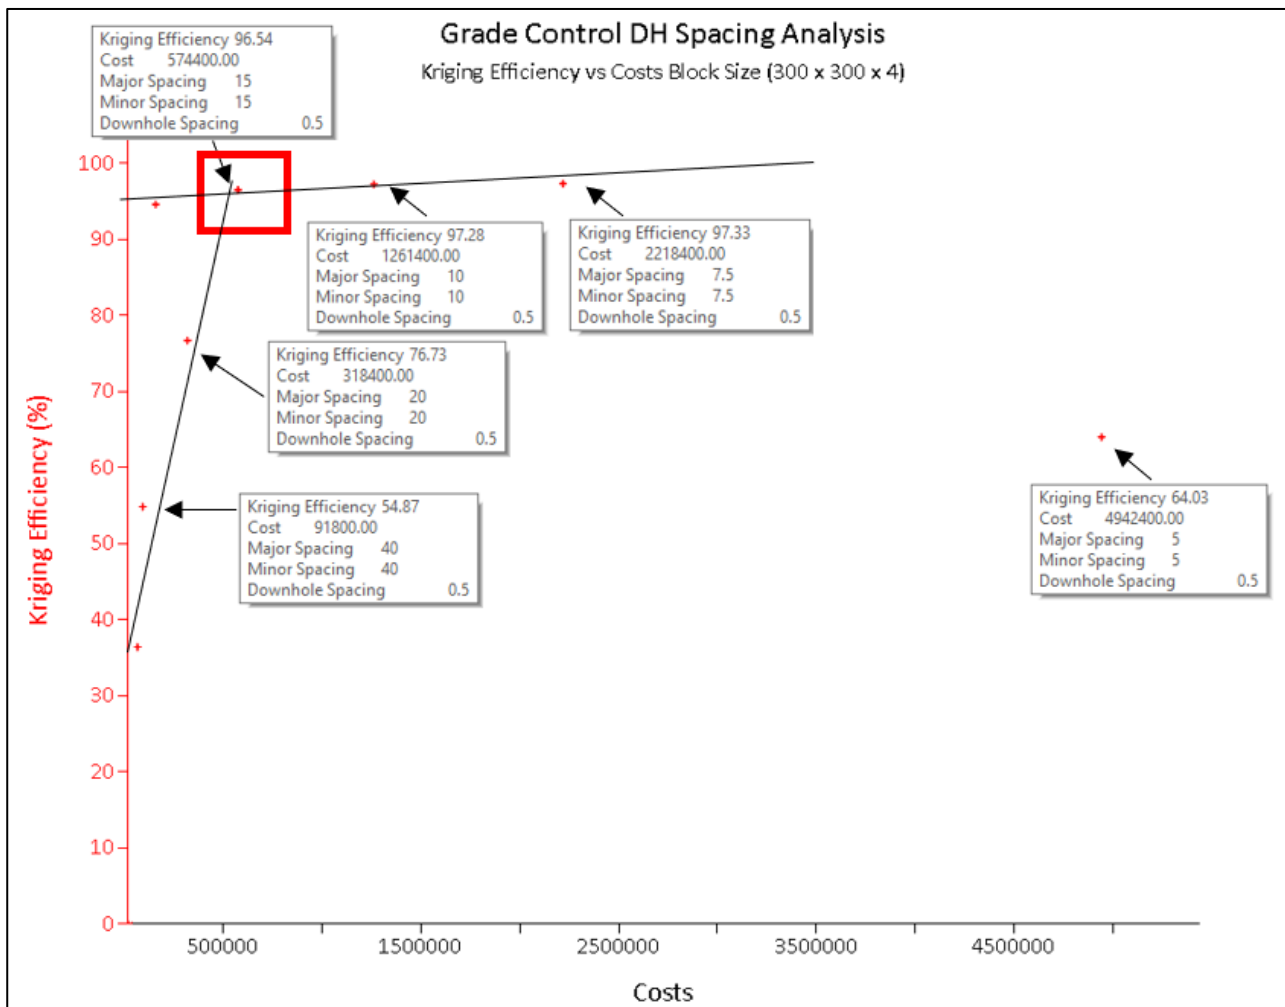 Grade Control DH Spacing Analysis
Kriging Efficiency vs Costs Block Size (300 x 300 x 4)
Kriging Efficiency 96.54
Cost 574400.00
Major Spacing 15
Minor Spacing 15
Downhole Spacing 0.5
Kriging Efficiency 97.28
Cost 1261400.00
Major Spacing 10
Minor Spacing 10
Downhole Spacing 0.5
Kriging Efficiency 97.33
Cost 2218400.00
Major Spacing 7.5
Minor Spacing 7.5
Downhole Spacing 0.5
Kriging Efficiency 76.73
Cost 318400.00
Major Spacing 20
Minor Spacing 20
Downhole Spacing 0.5
Kriging Efficiency 54.87
Cost 91800.00
Major Spacing 40
Minor Spacing 40
Downhole Spacing 0.5
Kriging Efficiency 64.03
Cost 4942400.00
Major Spacing 5
Minor Spacing 5
Downhole Spacing 0.5
Kriging Efficiency (%)
100
90
80
70
60
50
40
30
20
10
0
500000 1500000 2500000 3500000 4500000
Costs